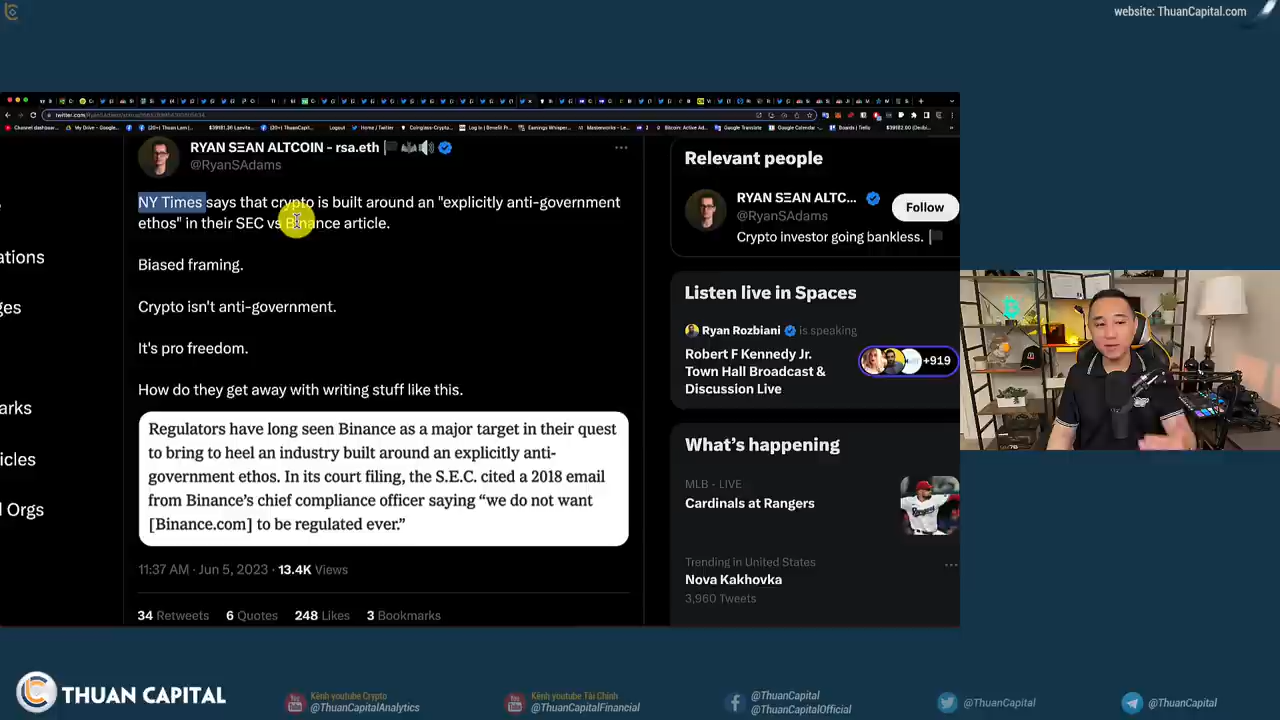 website: ThuanCapital.com
RYAN SΞAN ALTCOIN - rsa.eth
@RyanSAdams
NY Times says that crypto is built around an "explicitly anti-government
ethos" in their SEC vs Binance article.
Biased framing.
Crypto isn't anti-government.
It's pro freedom.
How do they get away with writing stuff like this.
Regulators have long seen Binance as a major target in their quest
to bring to heel an industry built around an explicitly anti-
government ethos. In its court filing, the S.E.C. cited a 2018 email
from Binance's chief compliance officer saying “we do not want
[Binance.com] to be regulated ever.”
11:37 AM · Jun 5, 2023 · 13.4K Views
34 Retweets 6 Quotes 248 Likes 3 Bookmarks
ations
ges
arks
icles
d Orgs
Relevant people
RYAN SΞAN ALTC...
@RyanSAdams
Follow
Crypto investor going bankless.
Listen live in Spaces
Ryan Rozbiani is speaking
Robert F Kennedy Jr.
Town Hall Broadcast &
Discussion Live
+919
What's happening
MLB - LIVE
Cardinals at Rangers
Trending in United States
Nova Kakhovka
3,960 Tweets
THUAN CAPITAL
Kênh youtube Crypto
@ThuanCapitalAnalytics
Kênh youtube Tài Chính
@ThuanCapitalFinancial
@ThuanCapital
@ThuanCapitalOfficial
@ThuanCapital
@ThuanCapital